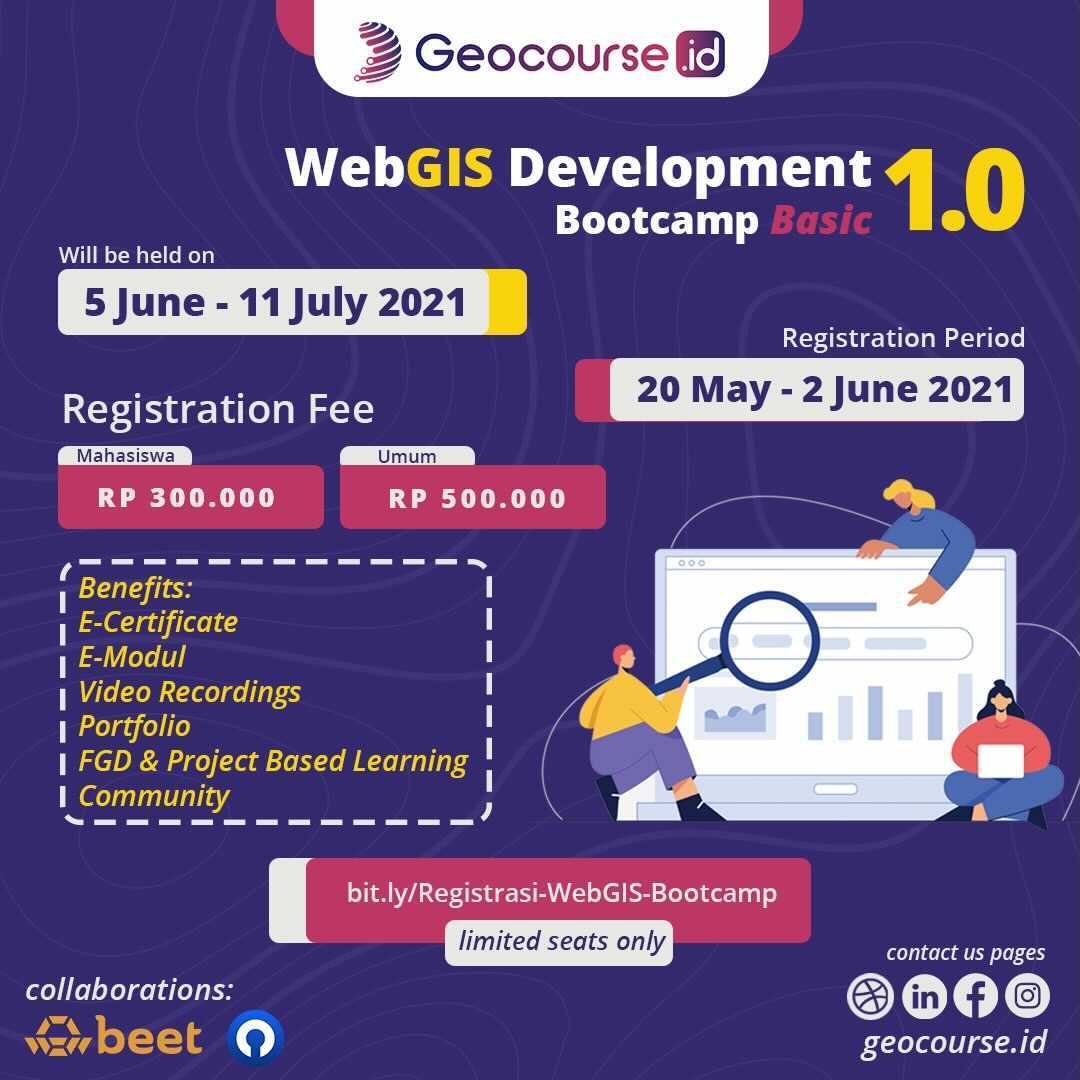 Geocourse.id
WebGIS Development 1.0
Bootcamp Basic
Will be held on
5 June - 11 July 2021
Registration Period
20 May - 2 June 2021
Registration Fee
Mahasiswa
RP 300.000
Umum
RP 500.000
Benefits:
E-Certificate
E-Modul
Video Recordings
Portfolio
FGD & Project Based Learning
Community
bit.ly/Registrasi-WebGIS-Bootcamp
limited seats only
collaborations:
beet
contact us pages
in
geocourse.id